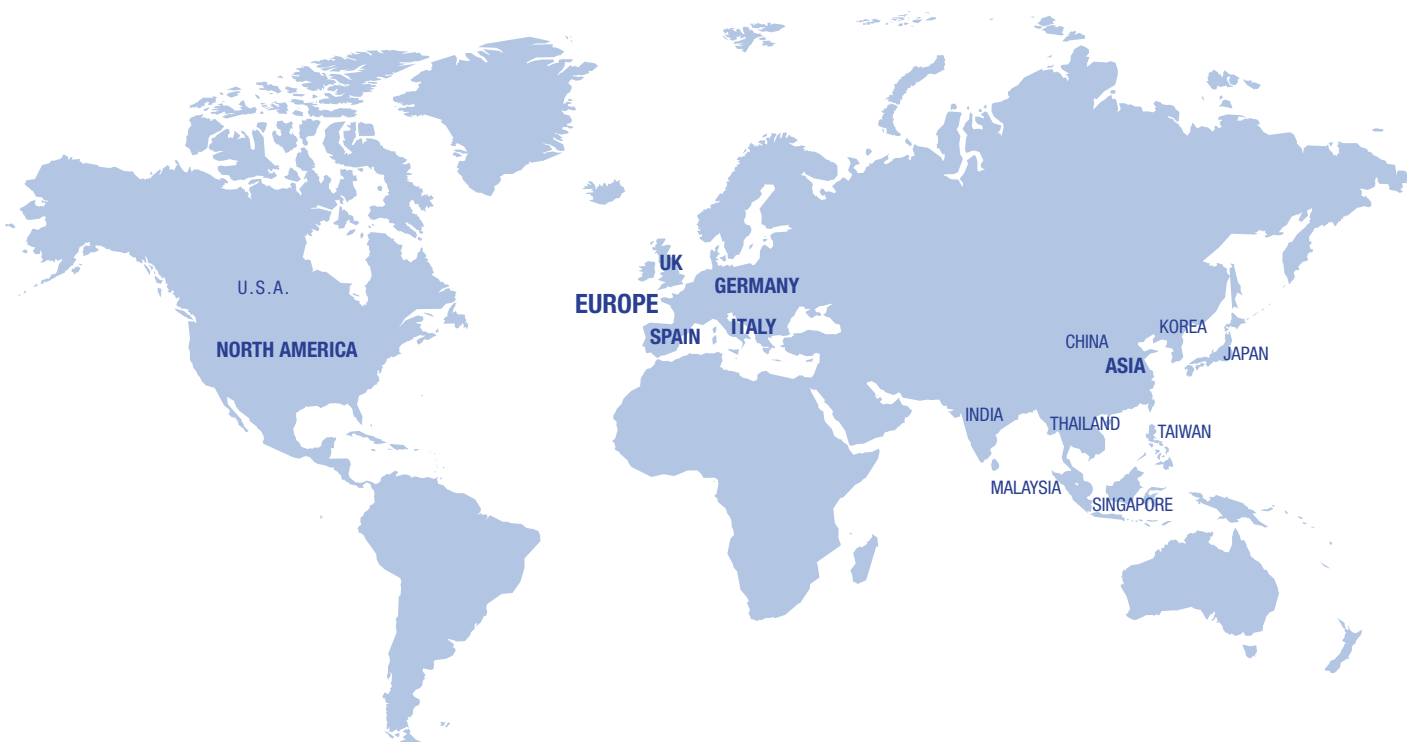 UK
U.S.A.
GERMANY
EUROPE
ITALY
KOREA
SPAIN
CHINA
NORTH AMERICA
JAPAN
ASIA
INDIA
THAILAND
TAIWAN
MALAYSIA
SINGAPORE